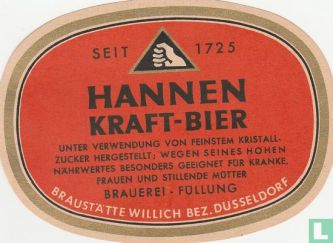 SEIT 1725
HANNEN
KRAFT-BIER
UNTER VERWENDUNG VON FEINSTEM KRISTALL-
ZUCKER HERGESTELLT; WEGEN SEINES HOHEN
NÄHRWERTES BESONDERS GEEIGNET FÜR KRANKE,
FRAUEN UND STILLENDE MÜTTER
BRAUEREI - FÜLLUNG
BRAUSTÄTTE WILLICH BEZ. DÜSSELDORF
© LD